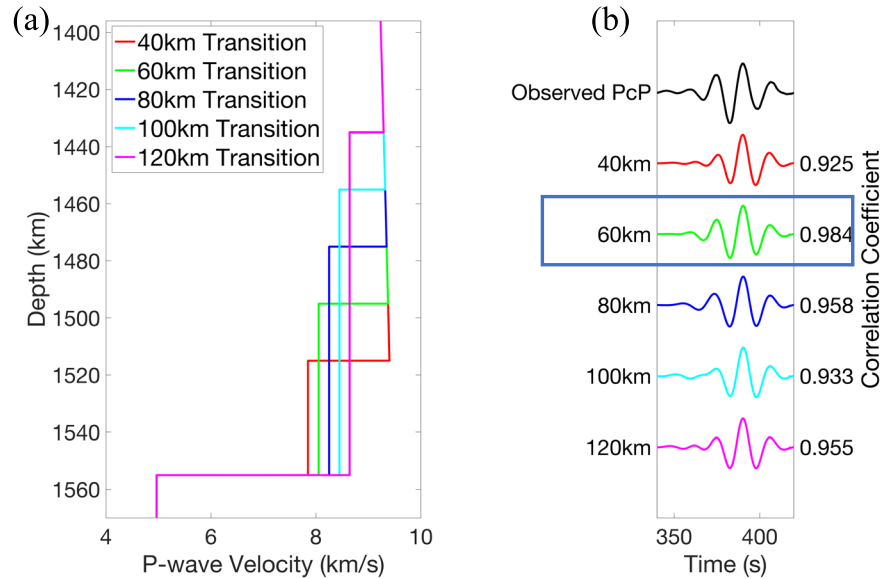 (a)
1400
1420
1440
1460
1480
1500
1520
1540
1560
Depth (km)
40km Transition
60km Transition
80km Transition
100km Transition
120km Transition
4
6
8
10
P-wave Velocity (km/s)
(b)
Observed PcP
40km
0.925
60km
0.984
80km
0.958
100km
0.933
120km
0.955
Correlation Coefficient
350
400
Time (s)